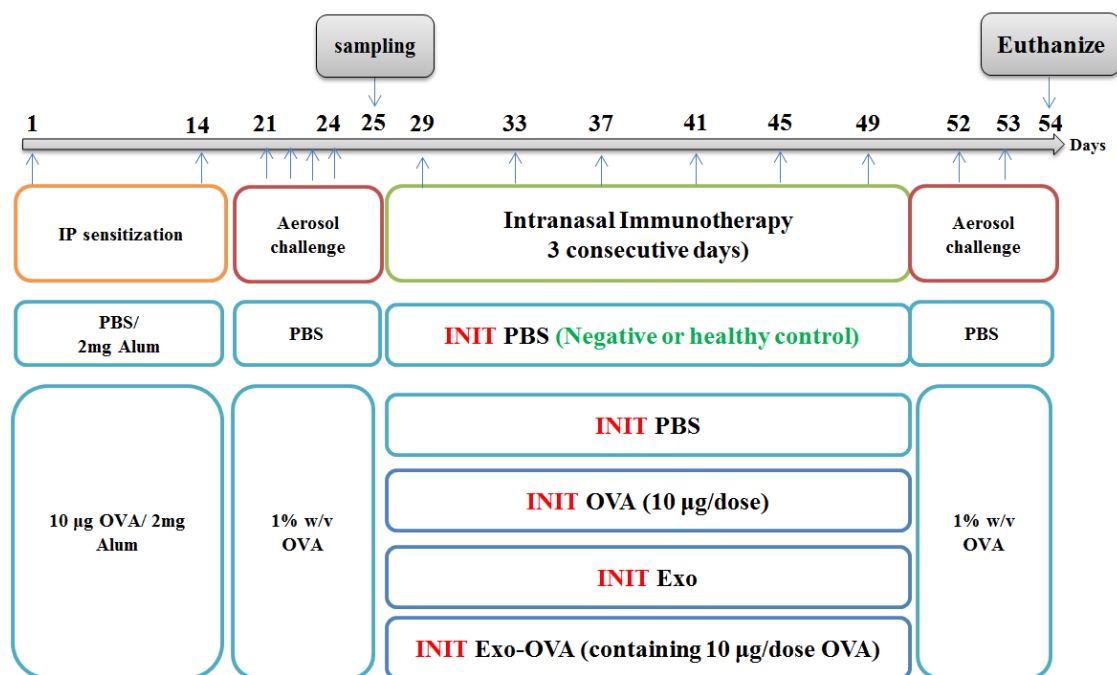 sampling
Euthanize
1 14 21 24 25 29 33 37 41 45 49 52 53 54
Days
IP sensitization
Aerosol
challenge
Intranasal Immunotherapy
3 consecutive days)
Aerosol
challenge
PBS/
2mg Alum
PBS
INIT PBS (Negative or healthy control)
PBS
10 µg OVA/ 2mg
Alum
1% w/v
OVA
INIT PBS
INIT OVA (10 µg/dose)
INIT Exo
INIT Exo-OVA (containing 10 µg/dose OVA)
1% w/v
OVA